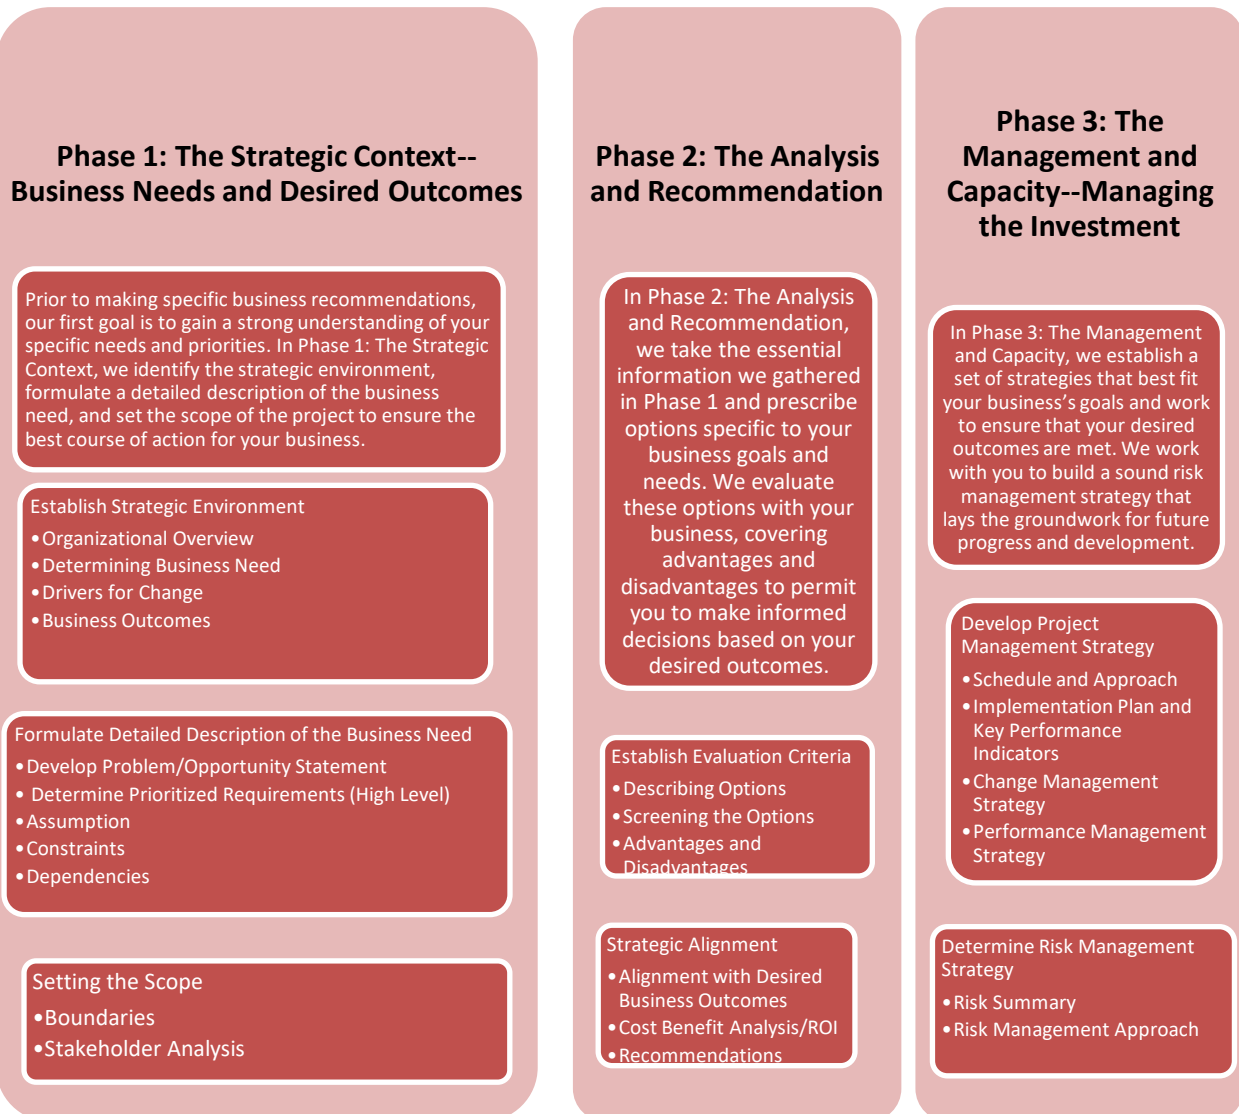 Phase 1: The Strategic Context--
Business Needs and Desired Outcomes
Prior to making specific business recommendations,
our first goal is to gain a strong understanding of your
specific needs and priorities. In Phase 1: The Strategic
Context, we identify the strategic environment,
formulate a detailed description of the business
need, and set the scope of the project to ensure the
best course of action for your business.
Establish Strategic Environment
•Organizational Overview
•Determining Business Need
•Drivers for Change
•Business Outcomes
Formulate Detailed Description of the Business Need
•Develop Problem/Opportunity Statement
• Determine Prioritized Requirements (High Level)
•Assumption
•Constraints
•Dependencies
Setting the Scope
•Boundaries
•Stakeholder Analysis
Phase 2: The Analysis
and Recommendation
In Phase 2: The Analysis
and Recommendation,
we take the essential
information we gathered
in Phase 1 and prescribe
options specific to your
business goals and
needs. We evaluate
these options with your
business, covering
advantages and
disadvantages to permit
you to make informed
decisions based on your
desired outcomes.
Establish Evaluation Criteria
•Describing Options
•Screening the Options
•Advantages and
Disadvantages
Strategic Alignment
•Alignment with Desired
Business Outcomes
•Cost Benefit Analysis/ROI
•Recommendations
Phase 3: The
Management and
Capacity--Managing
the Investment
In Phase 3: The Management
and Capacity, we establish a
set of strategies that best fit
your business’s goals and work
to ensure that your desired
outcomes are met. We work
with you to build a sound risk
management strategy that
lays the groundwork for future
progress and development.
Develop Project
Management Strategy
•Schedule and Approach
•Implementation Plan and
Key Performance
Indicators
•Change Management
Strategy
•Performance Management
Strategy
Determine Risk Management
Strategy
•Risk Summary
•Risk Management Approach